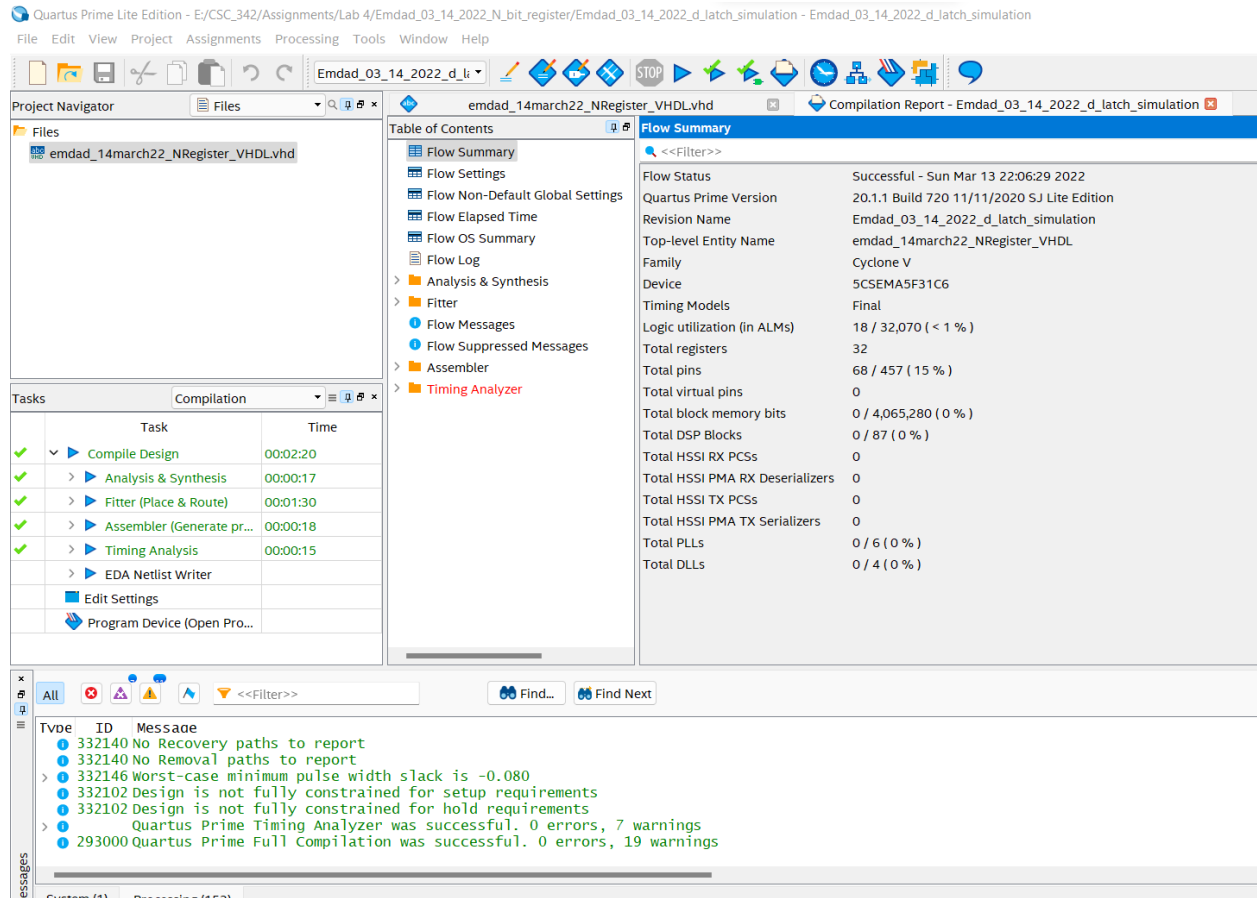 Quartus Prime Lite Edition - E:/CSC_342/Assignments/Lab 4/Emdad_03_14_2022_N_bit_register/Emdad_03_14_2022_d_latch_simulation - Emdad_03_14_2022_d_latch_simulation
File Edit View Project Assignments Processing Tools Window Help
Emdad_03_14_2022_d_l
STOP
Project Navigator
Files
Files
emdad_14march22_NRegister_VHDL.vhd
Tasks
Compilation
Task Time
Compile Design 00:02:20
Analysis & Synthesis 00:00:17
Fitter (Place & Route) 00:01:30
Assembler (Generate pr... 00:00:18
Timing Analysis 00:00:15
EDA Netlist Writer
Edit Settings
Program Device (Open Pro...
emdad_14march22_NRegister_VHDL.vhd
Compilation Report - Emdad_03_14_2022_d_latch_simulation
Table of Contents
Flow Summary
Flow Settings
Flow Non-Default Global Settings
Flow Elapsed Time
Flow OS Summary
Flow Log
Analysis & Synthesis
Fitter
Flow Messages
Flow Suppressed Messages
Assembler
Timing Analyzer
Flow Summary
<<Filter>>
Flow Status Successful - Sun Mar 13 22:06:29 2022
Quartus Prime Version 20.1.1 Build 720 11/11/2020 SJ Lite Edition
Revision Name Emdad_03_14_2022_d_latch_simulation
Top-level Entity Name emdad_14march22_NRegister_VHDL
Family Cyclone V
Device 5CSEMA5F31C6
Timing Models Final
Logic utilization (in ALMs) 18 / 32,070 ( < 1 % )
Total registers 32
Total pins 68 / 457 ( 15 % )
Total virtual pins 0
Total block memory bits 0 / 4,065,280 ( 0 % )
Total DSP Blocks 0 / 87 ( 0 % )
Total HSSI RX PCSs 0
Total HSSI PMA RX Deserializers 0
Total HSSI TX PCSs 0
Total HSSI PMA TX Serializers 0
Total PLLs 0 / 6 ( 0 % )
Total DLLs 0 / 4 ( 0 % )
All
<<Filter>>
Find...
Find Next
Type ID Message
332140 No Recovery paths to report
332140 No Removal paths to report
332146 Worst-case minimum pulse width slack is -0.080
332102 Design is not fully constrained for setup requirements
332102 Design is not fully constrained for hold requirements
Quartus Prime Timing Analyzer was successful. 0 errors, 7 warnings
293000 Quartus Prime Full Compilation was successful. 0 errors, 19 warnings
System (1) Processing (152)